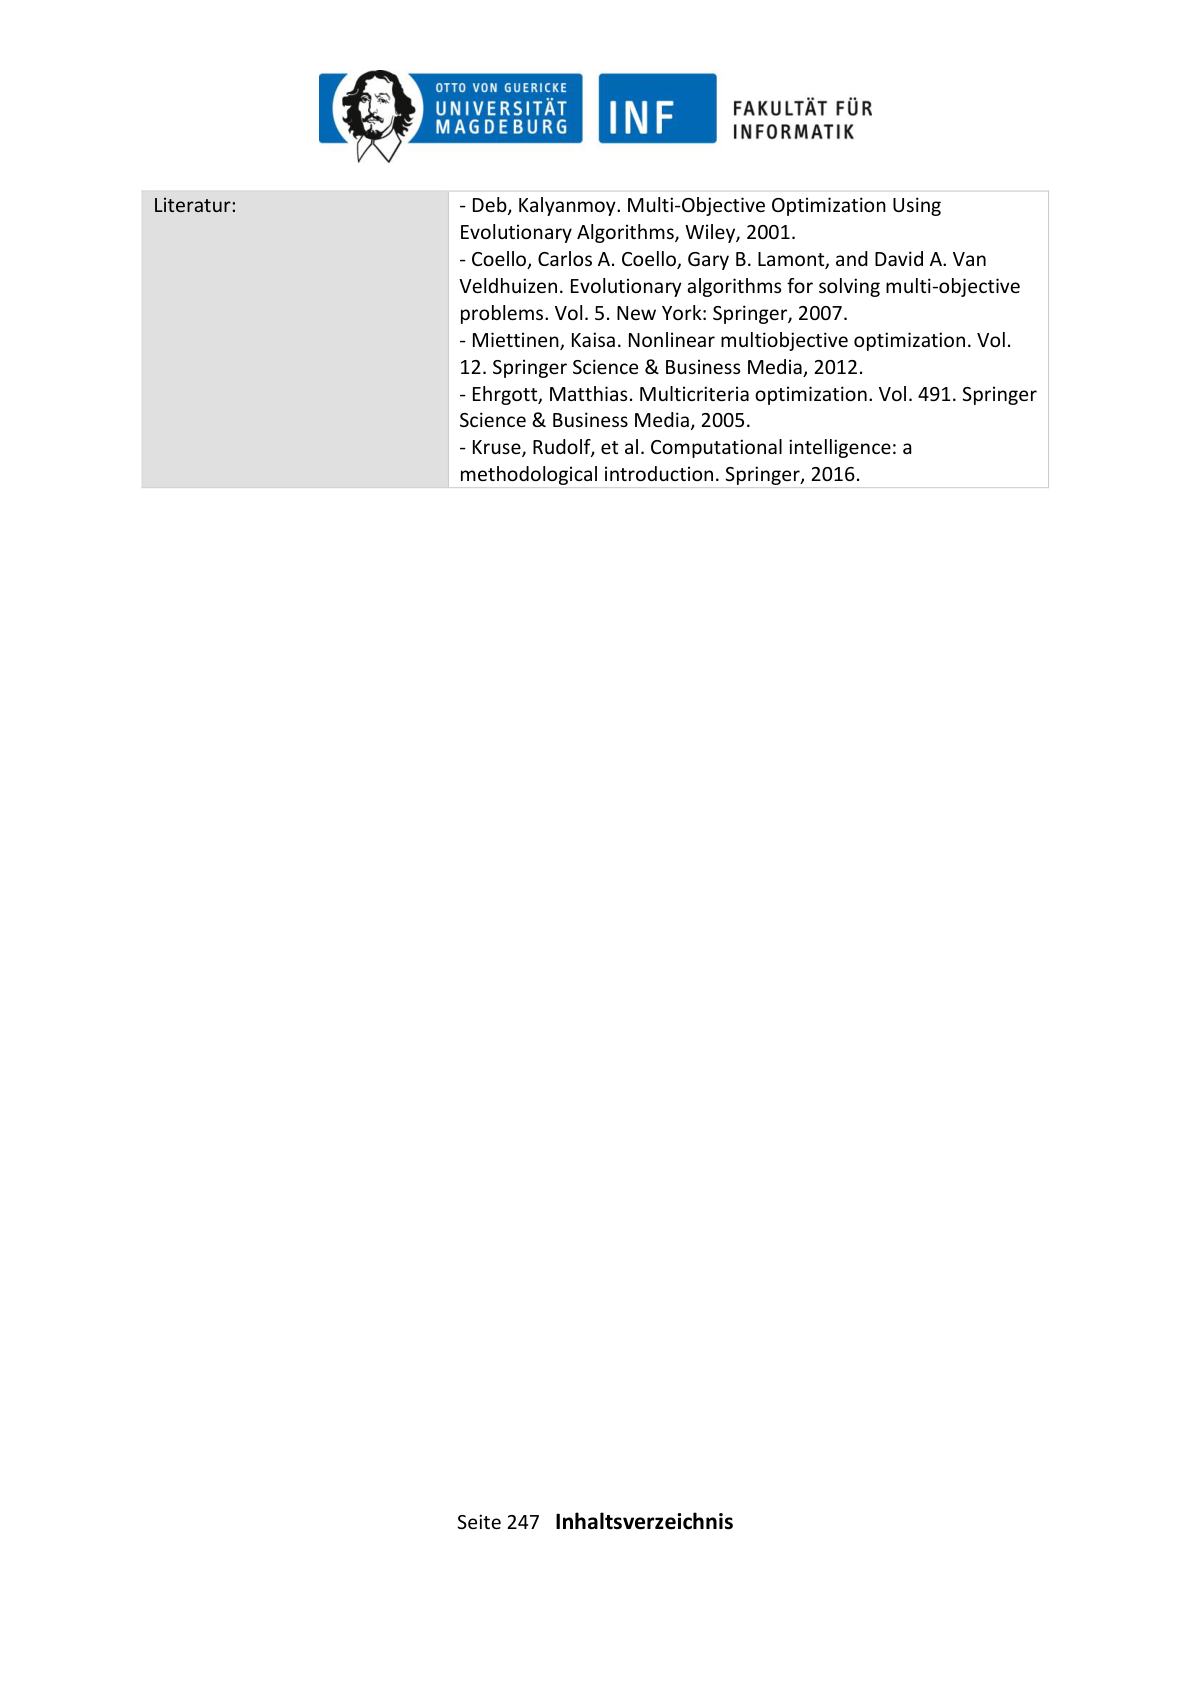 OTTO VON GUERICKE
UNIVERSITÄT
MAGDEBURG
INF
FAKULTÄT FÜR
INFORMATIK
Literatur:
- Deb, Kalyanmoy. Multi-Objective Optimization Using
Evolutionary Algorithms, Wiley, 2001.
- Coello, Carlos A. Coello, Gary B. Lamont, and David A. Van
Veldhuizen. Evolutionary algorithms for solving multi-objective
problems. Vol. 5. New York: Springer, 2007.
- Miettinen, Kaisa. Nonlinear multiobjective optimization. Vol.
12. Springer Science & Business Media, 2012.
- Ehrgott, Matthias. Multicriteria optimization. Vol. 491. Springer
Science & Business Media, 2005.
- Kruse, Rudolf, et al. Computational intelligence: a
methodological introduction. Springer, 2016.
Seite 247 Inhaltsverzeichnis